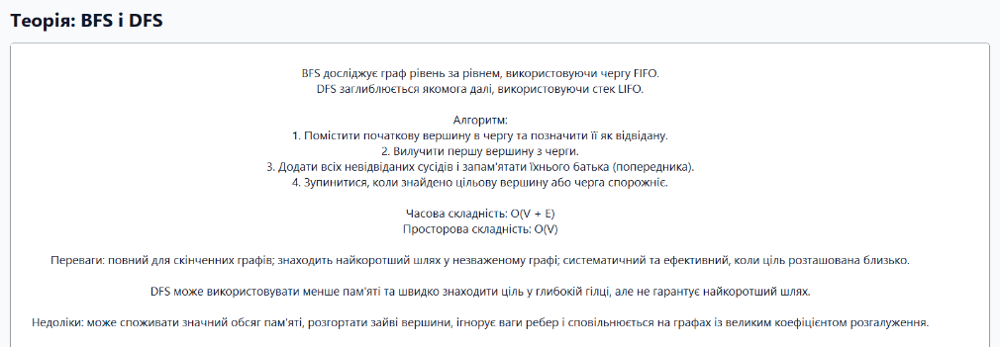 Теорія: BFS і DFS
BFS досліджує граф рівень за рівнем, використовуючи чергу FIFO.
DFS заглиблюється якомога далі, використовуючи стек LIFO.
Алгоритм:
1. Помістити початкову вершину в чергу та позначити її як відвідану.
2. Вилучити першу вершину з черги.
3. Додати всіх невідвіданих сусідів і запам'ятати їхнього батька (попередника).
4. Зупинитися, коли знайдено цільову вершину або черга спорожніє.
Часова складність: O(V + E)
Просторова складність: O(V)
Переваги: повний для скінченних графів; знаходить найкоротший шлях у незваженому графі; систематичний та ефективний, коли ціль розташована близько.
DFS може використовувати менше пам'яті та швидко знаходити ціль у глибокій гілці, але не гарантує найкоротший шлях.
Недоліки: може споживати значний обсяг пам'яті, розгортати зайві вершини, ігнорує ваги ребер і сповільнюється на графах із великим коефіцієнтом розгалуження.